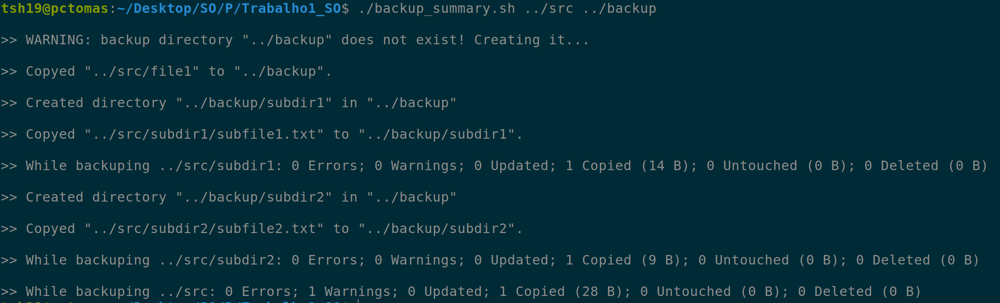 tsh19@pctomas:~/Desktop/SO/P/Trabalho1_SO$ ./backup_summary.sh ../src ../backup
>> WARNING: backup directory "../backup" does not exist! Creating it...
>> Copyed "../src/file1" to "../backup".
>> Created directory "../backup/subdir1" in "../backup"
>> Copyed "../src/subdir1/subfile1.txt" to "../backup/subdir1".
>> While backuping ../src/subdir1: 0 Errors; 0 Warnings; 0 Updated; 1 Copied (14 B); 0 Untouched (0 B); 0 Deleted (0 B)
>> Created directory "../backup/subdir2" in "../backup"
>> Copyed "../src/subdir2/subfile2.txt" to "../backup/subdir2".
>> While backuping ../src/subdir2: 0 Errors; 0 Warnings; 0 Updated; 1 Copied (9 B); 0 Untouched (0 B); 0 Deleted (0 B)
>> While backuping ../src: 0 Errors; 1 Warnings; 0 Updated; 1 Copied (28 B); 0 Untouched (0 B); 0 Deleted (0 B)